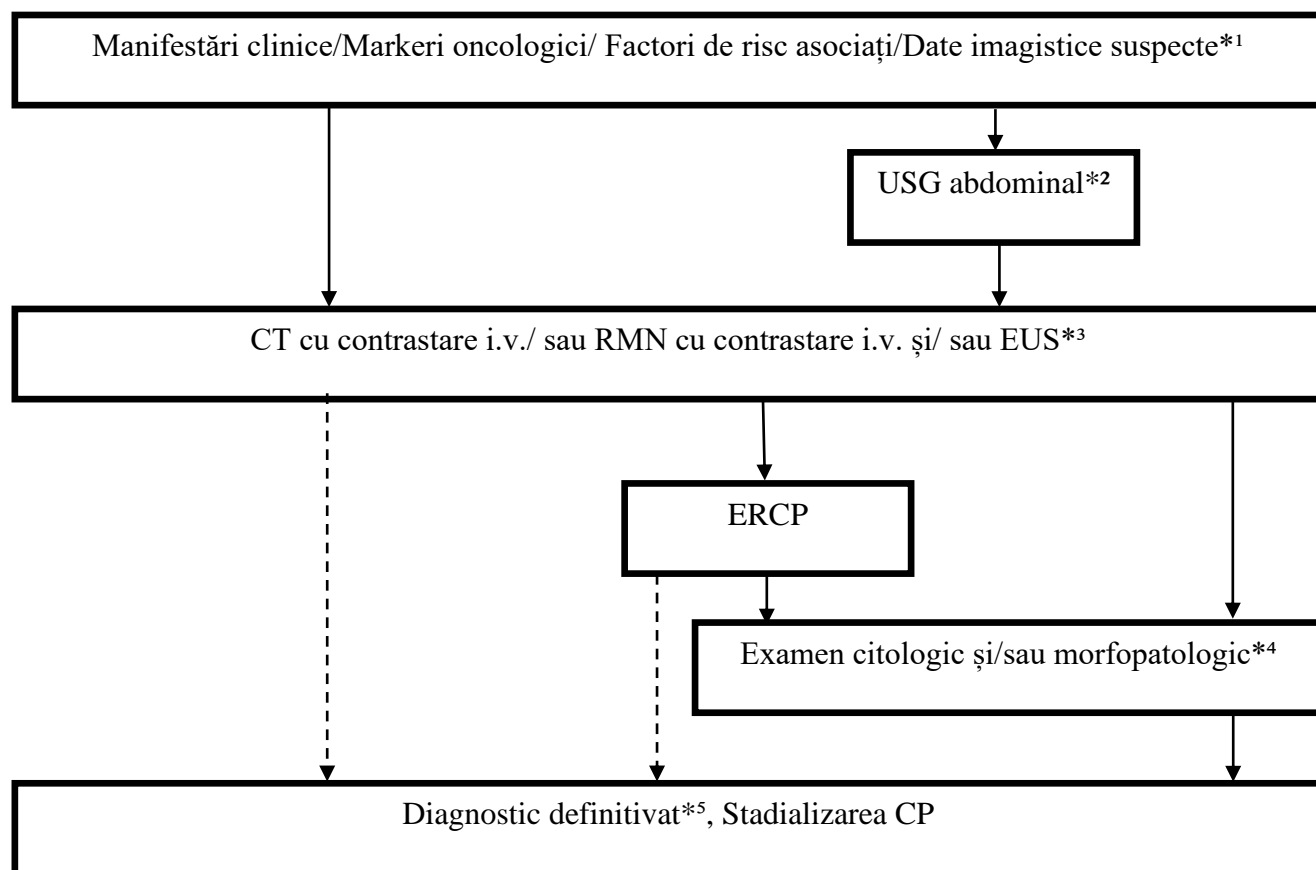 Manifestări clinice/Markeri oncologici/ Factori de risc asociați/Date imagistice suspecte*¹
USG abdominal*²
CT cu contrastare i.v./ sau RMN cu contrastare i.v. și/ sau EUS*³
ERCP
Examen citologic și/sau morfopatologic*⁴
Diagnostic definitivat*⁵, Stadializarea CP